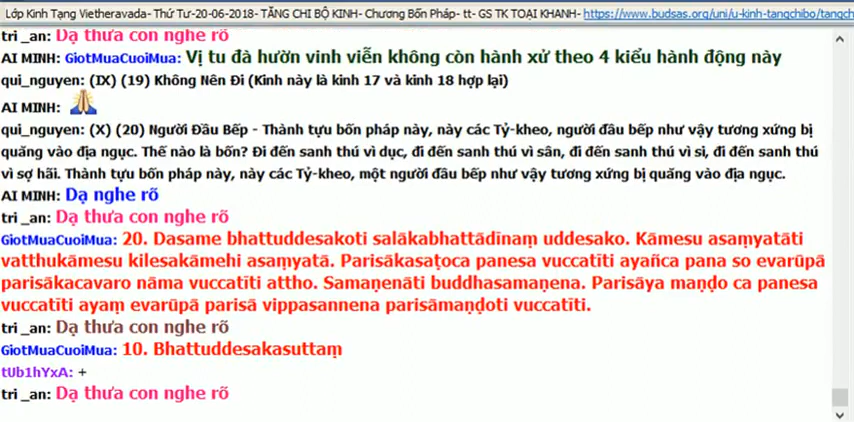 Lớp Kinh Tạng Vietheravada- Thứ Tư-20-06-2018- TĂNG CHI BỘ KINH- Chương Bốn Pháp- tt- GS TK TOẠI KHANH- https://www.budsas.org/uni/u-kinh-tangchibo/tangch
tri _an: Dạ thưa con nghe rõ
AI MINH: GiotMuaCuoiMua: Vị tu đà hườn vinh viễn không còn hành xử theo 4 kiểu hành động này
qui_nguyen: (IX) (19) Không Nên Đi (Kinh này là kinh 17 và kinh 18 hợp lại)
AI MINH:
qui_nguyen: (X) (20) Người Đầu Bếp - Thành tựu bốn pháp này, này các Tỷ-kheo, người đâu bếp như vậy tương xứng bị
quăng vào địa ngục. Thế nào là bốn? Đi đến sanh thú vì dục, đi đến sanh thú vì sân, đi đến sanh thú vì si, đi đến sanh thú
vì sợ hãi. Thành tựu bốn pháp này, này các Tỷ-kheo, một người đầu bếp như vậy tương xứng bị quăng vào địa ngục.
AI MINH: Dạ nghe rõ
tri _an: Dạ thưa con nghe rõ
GiotMuaCuoiMua: 20. Dasame bhattuddesakoti salākabhattādīnaṃ uddesako. Kāmesu asaṃyatāti
vatthukāmesu kilesakāmehi asaṃyatā. Parisākasaṭoca panesa vuccatīti ayañca pana so evarūpā
parisākacavaro nāma vuccatīti attho. Samaṇenāti buddhasamaṇena. Parisāya maṇḍo ca panesa
vuccatīti ayaṃ evarūpā parisā vippasannena parisāmaṇḍoti vuccatīti.
tri _an: Dạ thưa con nghe rõ
GiotMuaCuoiMua: 10. Bhattuddesakasuttaṃ
tUb1hYxA: +
tri _an: Dạ thưa con nghe rõ